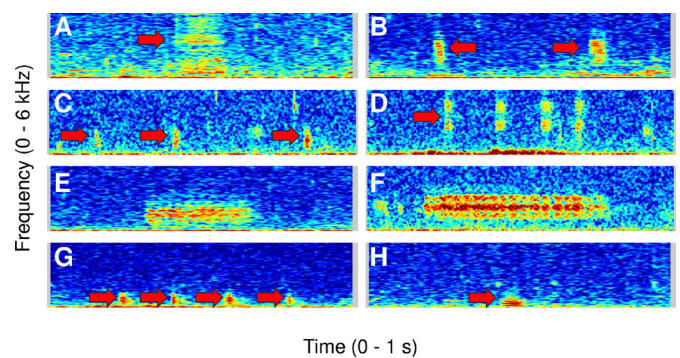 A B
C D
E F
G H
Frequency (0 - 6 kHz)
Time (0 - 1 s)